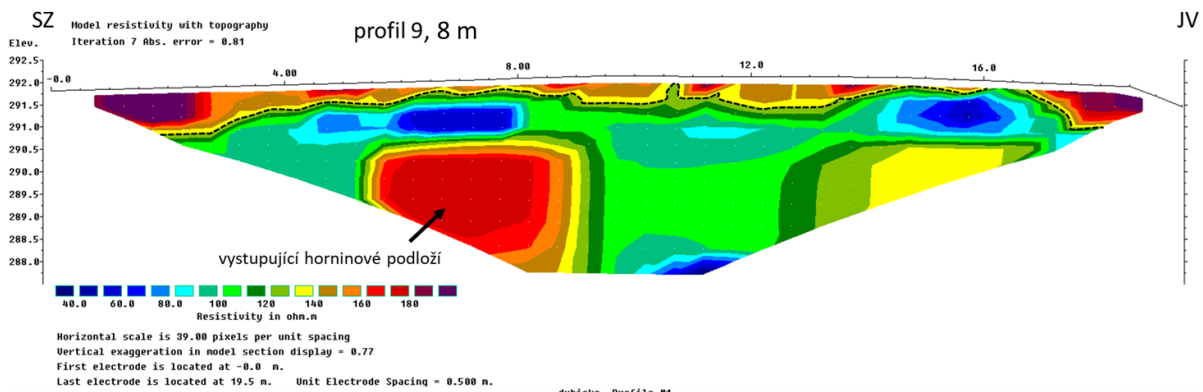 SZ
Model resistivity with topography
Iteration 7 Abs. error = 0.81
profil 9, 8 m
JV
Elev.
-0.0 4.00 8.00 12.0 16.0
292.5
292.0
291.5
291.0
290.5
290.0
289.5
289.0
288.5
288.0
vystupující horninové podloží
40.0 60.0 80.0 100 120 140 160 180
Resistivity in ohm.m
Horizontal scale is 39.00 pixels per unit spacing
Vertical exaggeration in model section display = 0.77
First electrode is located at -0.0 m.
Last electrode is located at 19.5 m. Unit Electrode Spacing = 0.500 m.